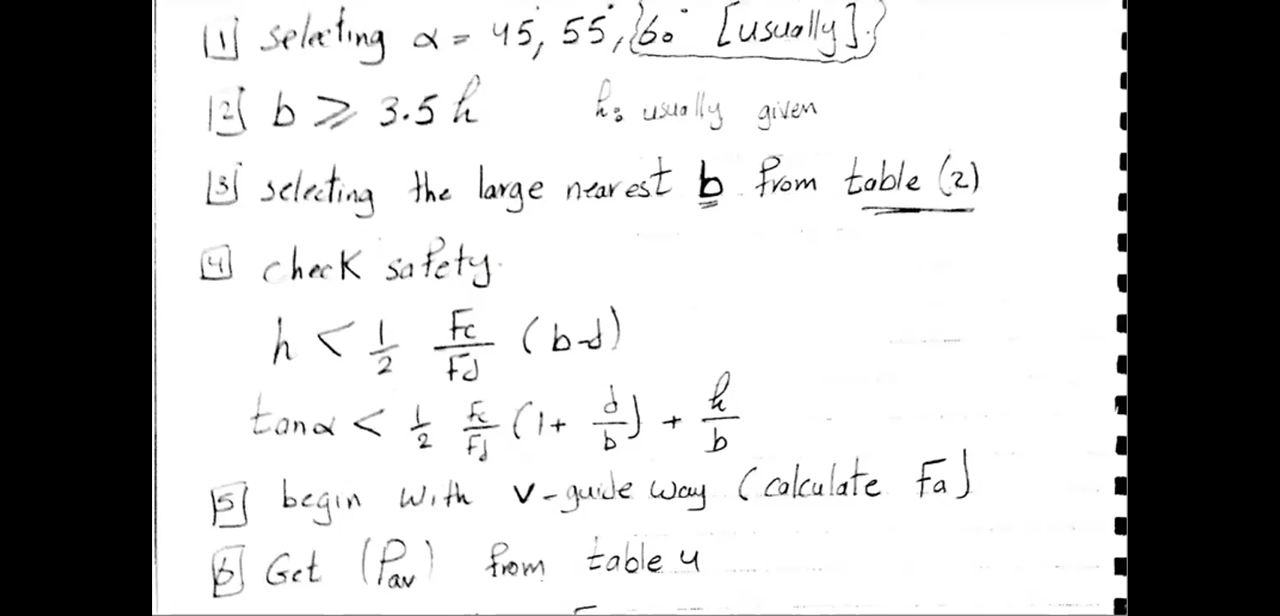 [1] selecting α = 45°, 55°, {60° [usually].}
[2] b ≥ 3.5 h     h: usually given
[3] selecting the large nearest b from table (2)
[4] check safety.
h < 1/2 Fc/Fd (b-d)
tanα < 1/2 Fc/Fd (1+ d/b) + h/b
[5] begin with v-guide way (calculate Fa)
[6] Get (Pav) from table 4